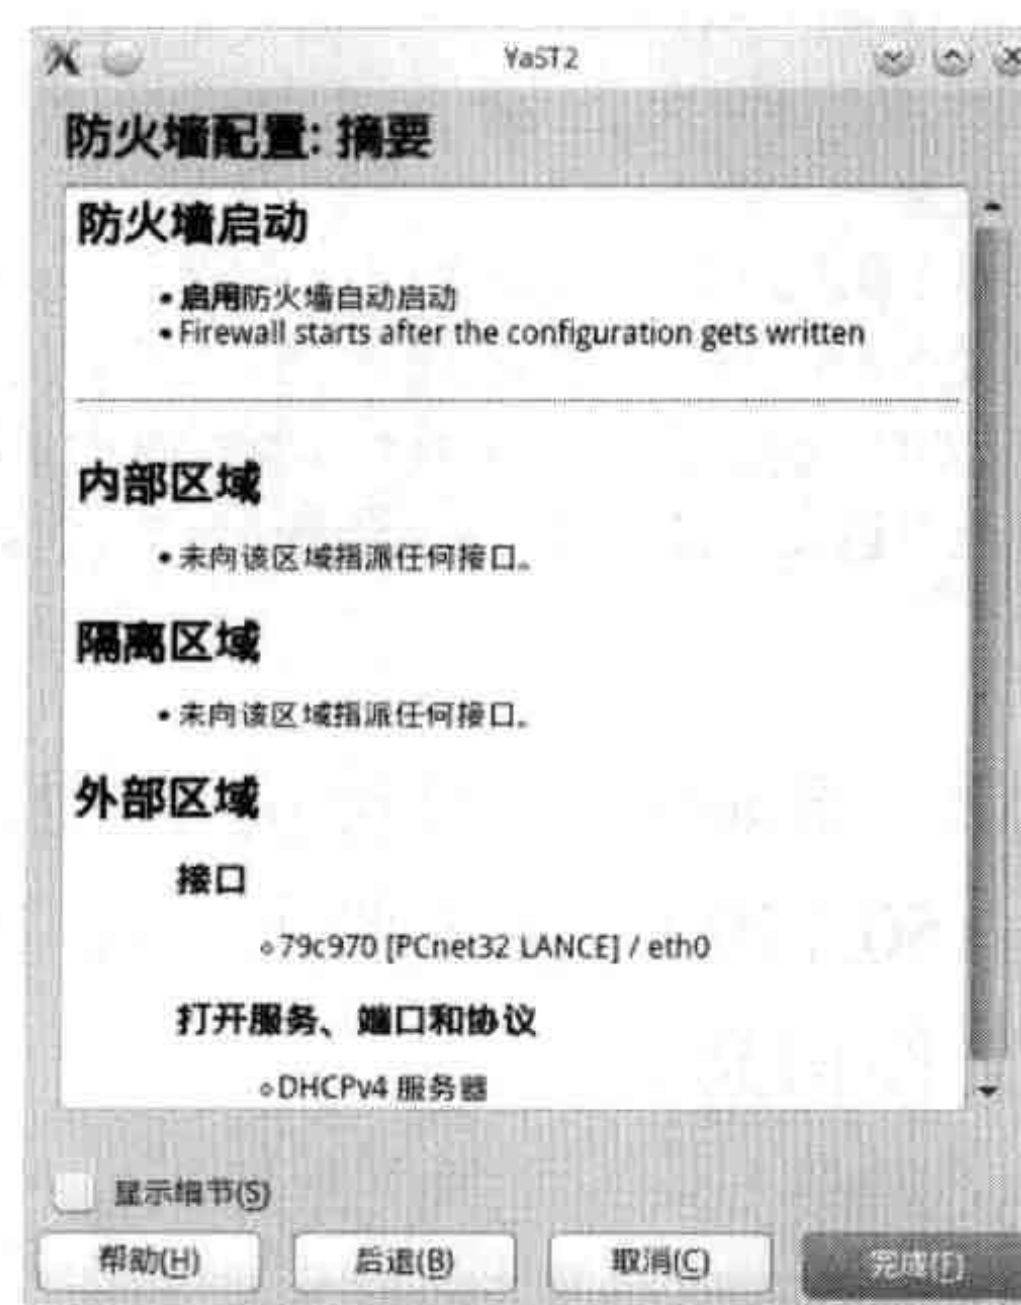 YaST2
防火墙配置: 摘要
防火墙启动
• 启用防火墙自动启动
• Firewall starts after the configuration gets written
内部区域
• 未向该区域指派任何接口。
隔离区域
• 未向该区域指派任何接口。
外部区域
接口
◦ 79c970 [PCnet32 LANCE] / eth0
打开服务、端口和协议
◦ DHCPv4 服务器
显示细节(S)
帮助(H) 后退(B) 取消(C) 完成(F)